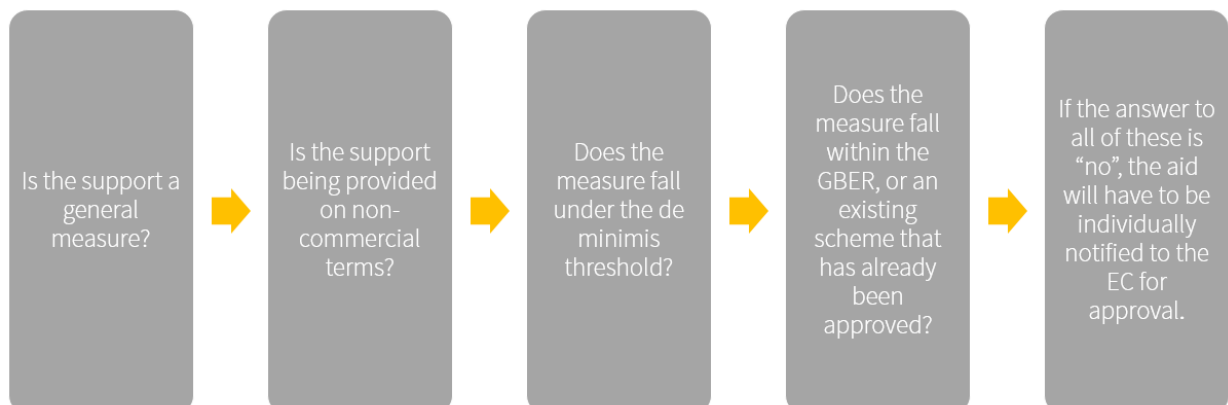 Is the support a
general
measure?
Is the support
being provided
on non-
commercial
terms?
Does the
measure fall
under the de
minimis
threshold?
Does the
measure fall
within the
GBER, or an
existing
scheme that
has already
been
approved?
If the answer to
all of these is
“no”, the aid
will have to be
individually
notified to the
EC for
approval.